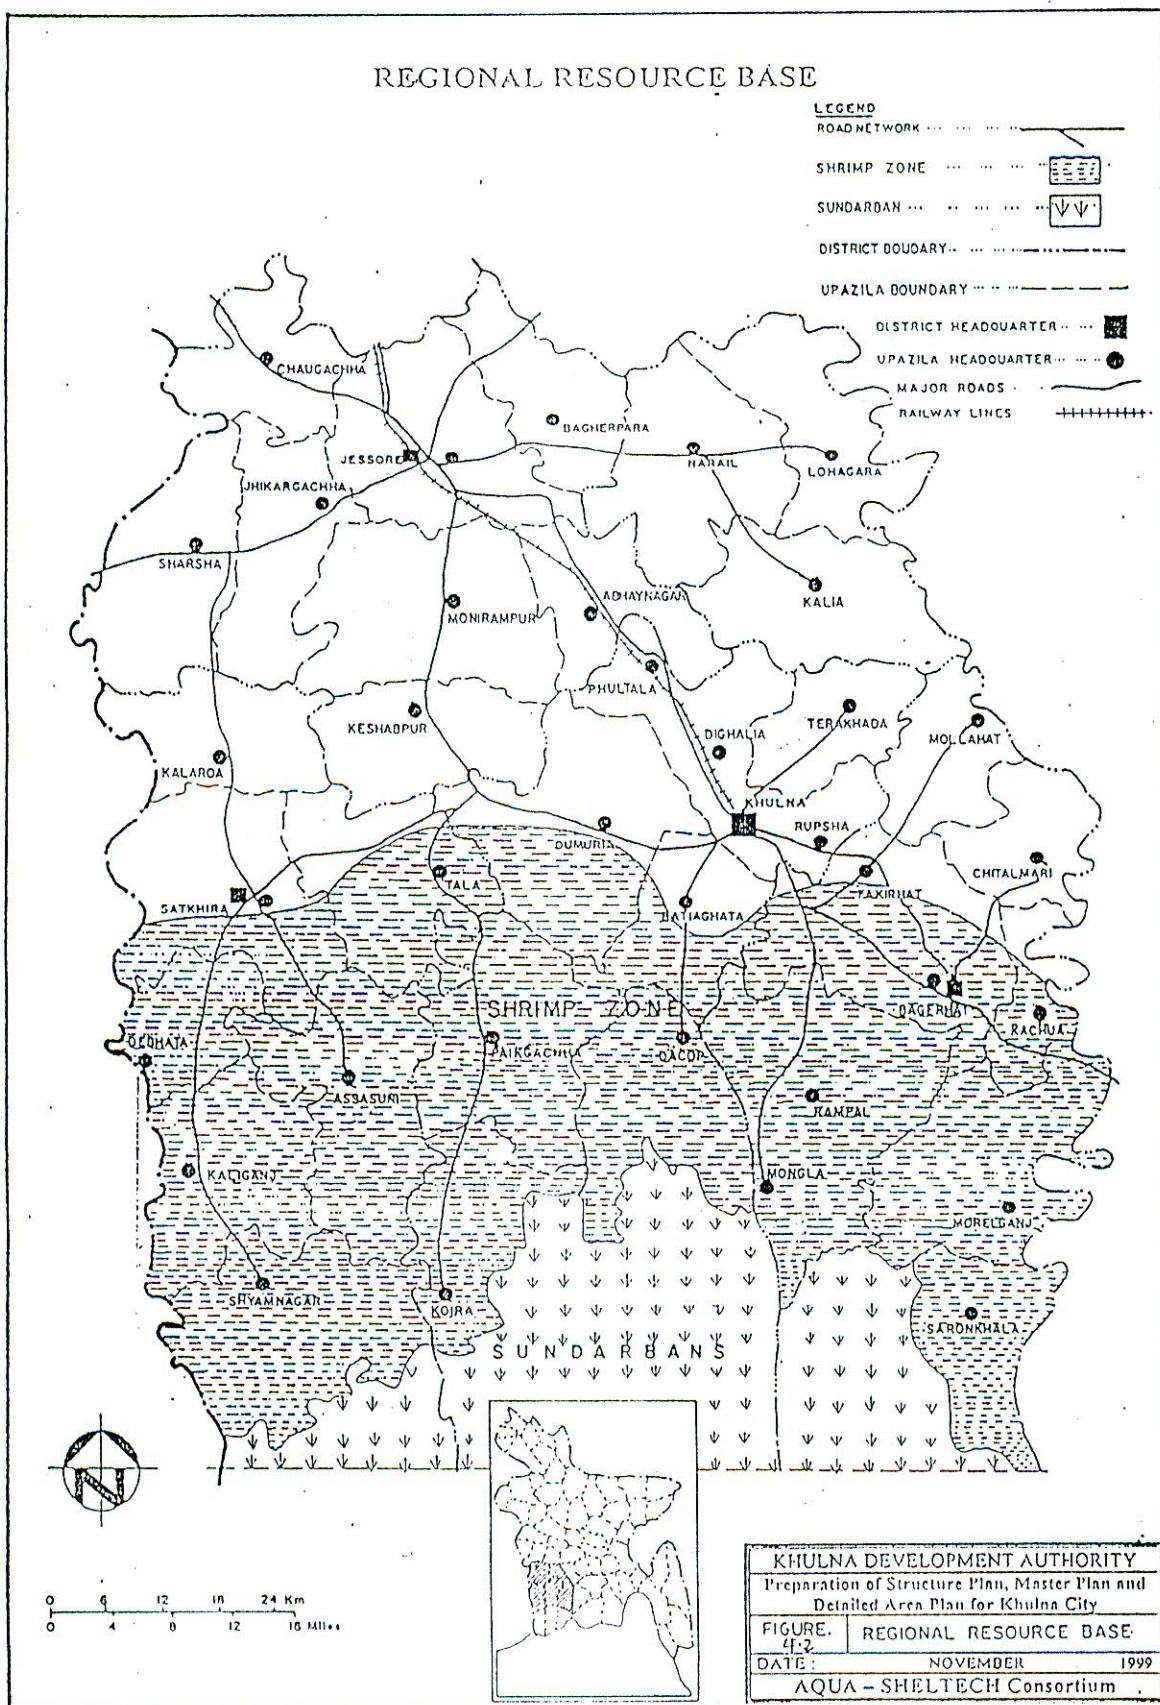 REGIONAL RESOURCE BASE
LEGEND
ROAD NETWORK
SHRIMP ZONE
SUNDARBAN
DISTRICT BOUDARY
UPAZILA BOUNDARY
DISTRICT HEADQUARTER
UPAZILA HEADQUARTER
MAJOR ROADS
RAILWAY LINES
CHAUGACHHA
BAGHERPARA
JESSORE
NARAIL
LOHAGARA
JHIKARGACHHA
SHARSHA
ABHAYNAGAR
KALIA
MONIRAMPUR
PHULTALA
KESHABPUR
TERAKHADA
DIGHALIA
MOLLAHAT
KALAROA
KHULNA
RUPSHA
DUMURIA
CHITALMARI
TALA
FAKIRHAT
SATKHIRA
BATIAGHATA
SHRIMP ZONE
BAGERHAT
RACHUA
DEBHATA
PAIKGACHHA
DACOP
ASSASUNI
RAMPAL
KALIGANJ
MONGLA
MORELGANJ
SHYAMNAGAR
KOJRA
SARONKHALA
SUNDARBANS
N
0 6 12 18 24 Km
0 4 8 12 16 Miles
KHULNA DEVELOPMENT AUTHORITY
Preparation of Structure Plan, Master Plan and
Detailed Area Plan for Khulna City
FIGURE. 4.2
REGIONAL RESOURCE BASE
DATE : NOVEMBER 1999
AQUA - SHELTECH Consortium